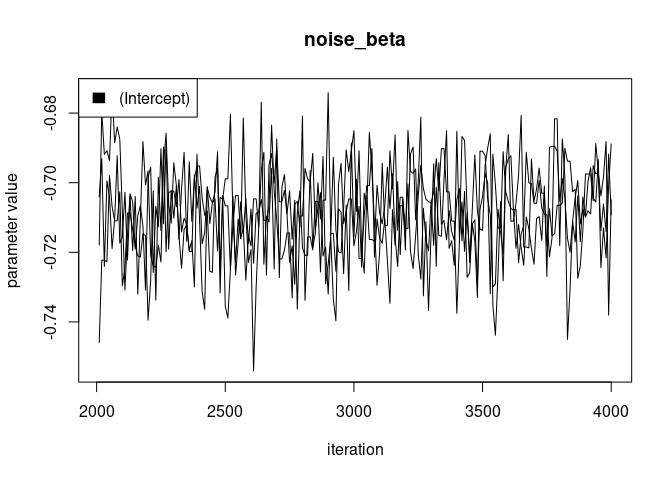 noise_beta
(Intercept)
-0.68
-0.70
-0.72
-0.74
parameter value
2000 2500 3000 3500 4000
iteration